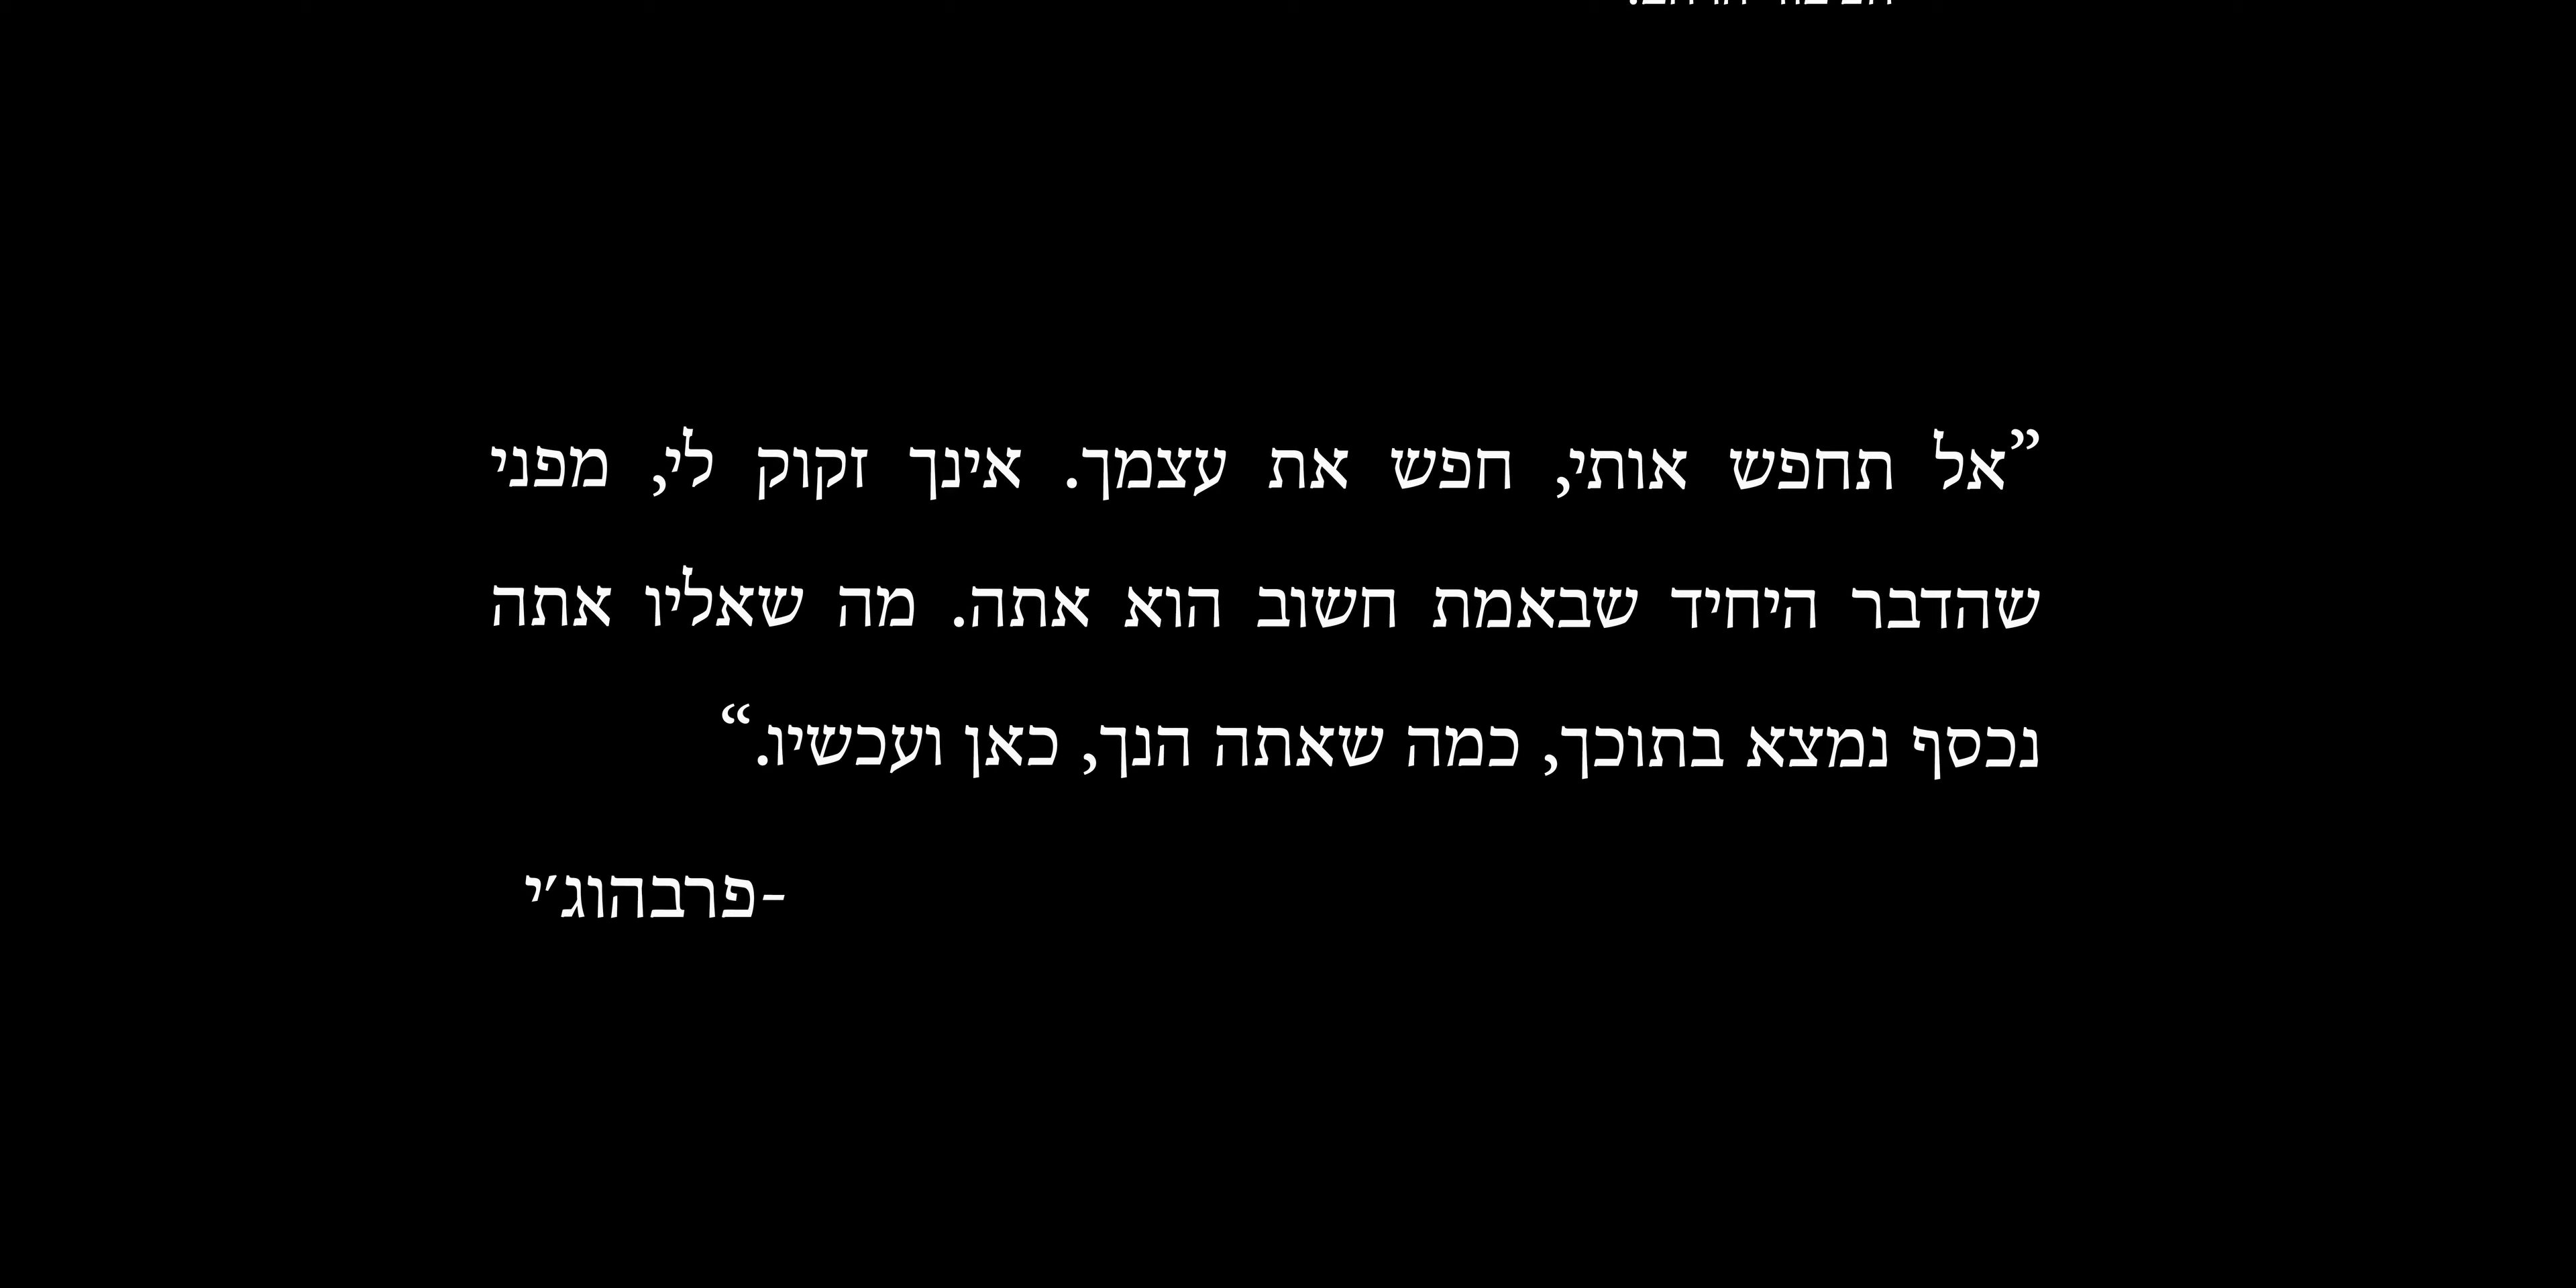 ”אל תחפש אותי, חפש את עצמך. אינך זקוק לי, מפני
שהדבר היחיד שבאמת חשוב הוא אתה. מה שאליו אתה
נכסף נמצא בתוכך, כמה שאתה הנך, כאן ועכשיו.“
-פרבהוג׳י